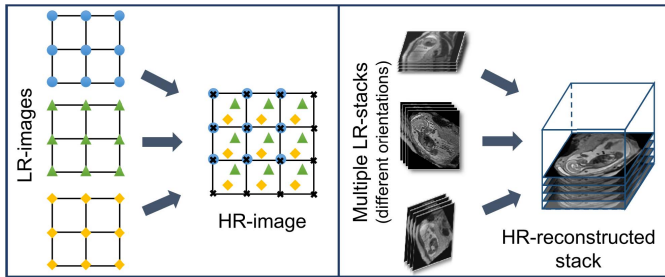 LR-images
HR-image
Multiple LR-stacks
(different orientations)
HR-reconstructed
stack